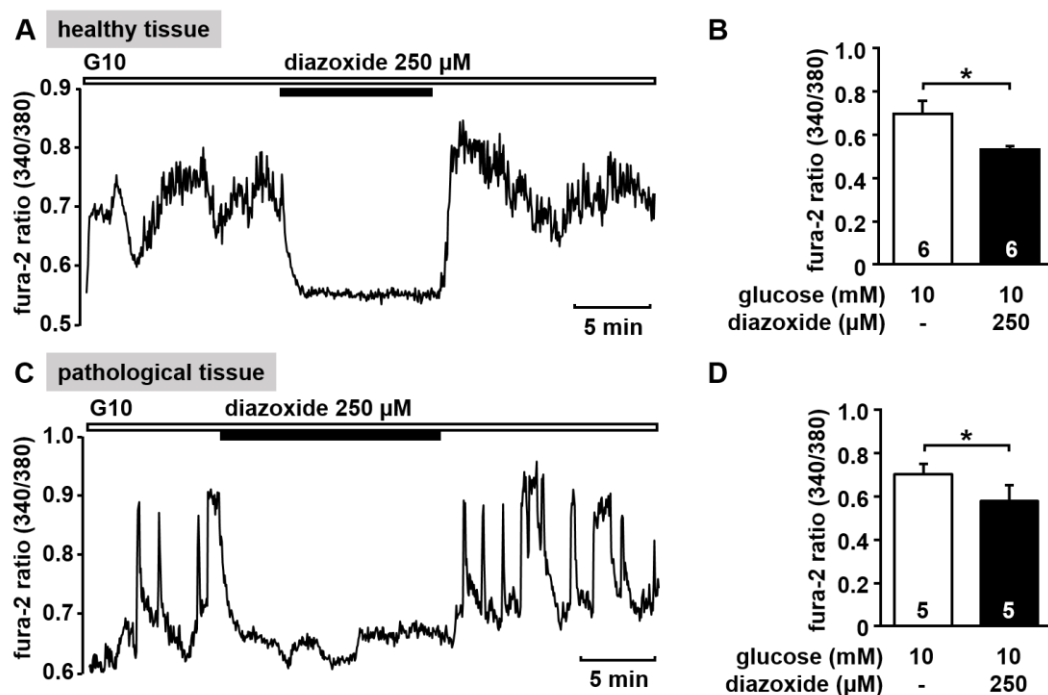 A healthy tissue
G10 diazoxide 250 µM
fura-2 ratio (340/380)
0.9
0.8
0.7
0.6
0.5
5 min
B
fura-2 ratio (340/380)
1.0
0.8
0.6
0.4
0.2
0
6 6
*
glucose (mM) 10 10
diazoxide (µM) - 250
C pathological tissue
G10 diazoxide 250 µM
fura-2 ratio (340/380)
1.0
0.9
0.8
0.7
0.6
5 min
D
fura-2 ratio (340/380)
1.0
0.8
0.6
0.4
0.2
0
5 5
*
glucose (mM) 10 10
diazoxide (µM) - 250